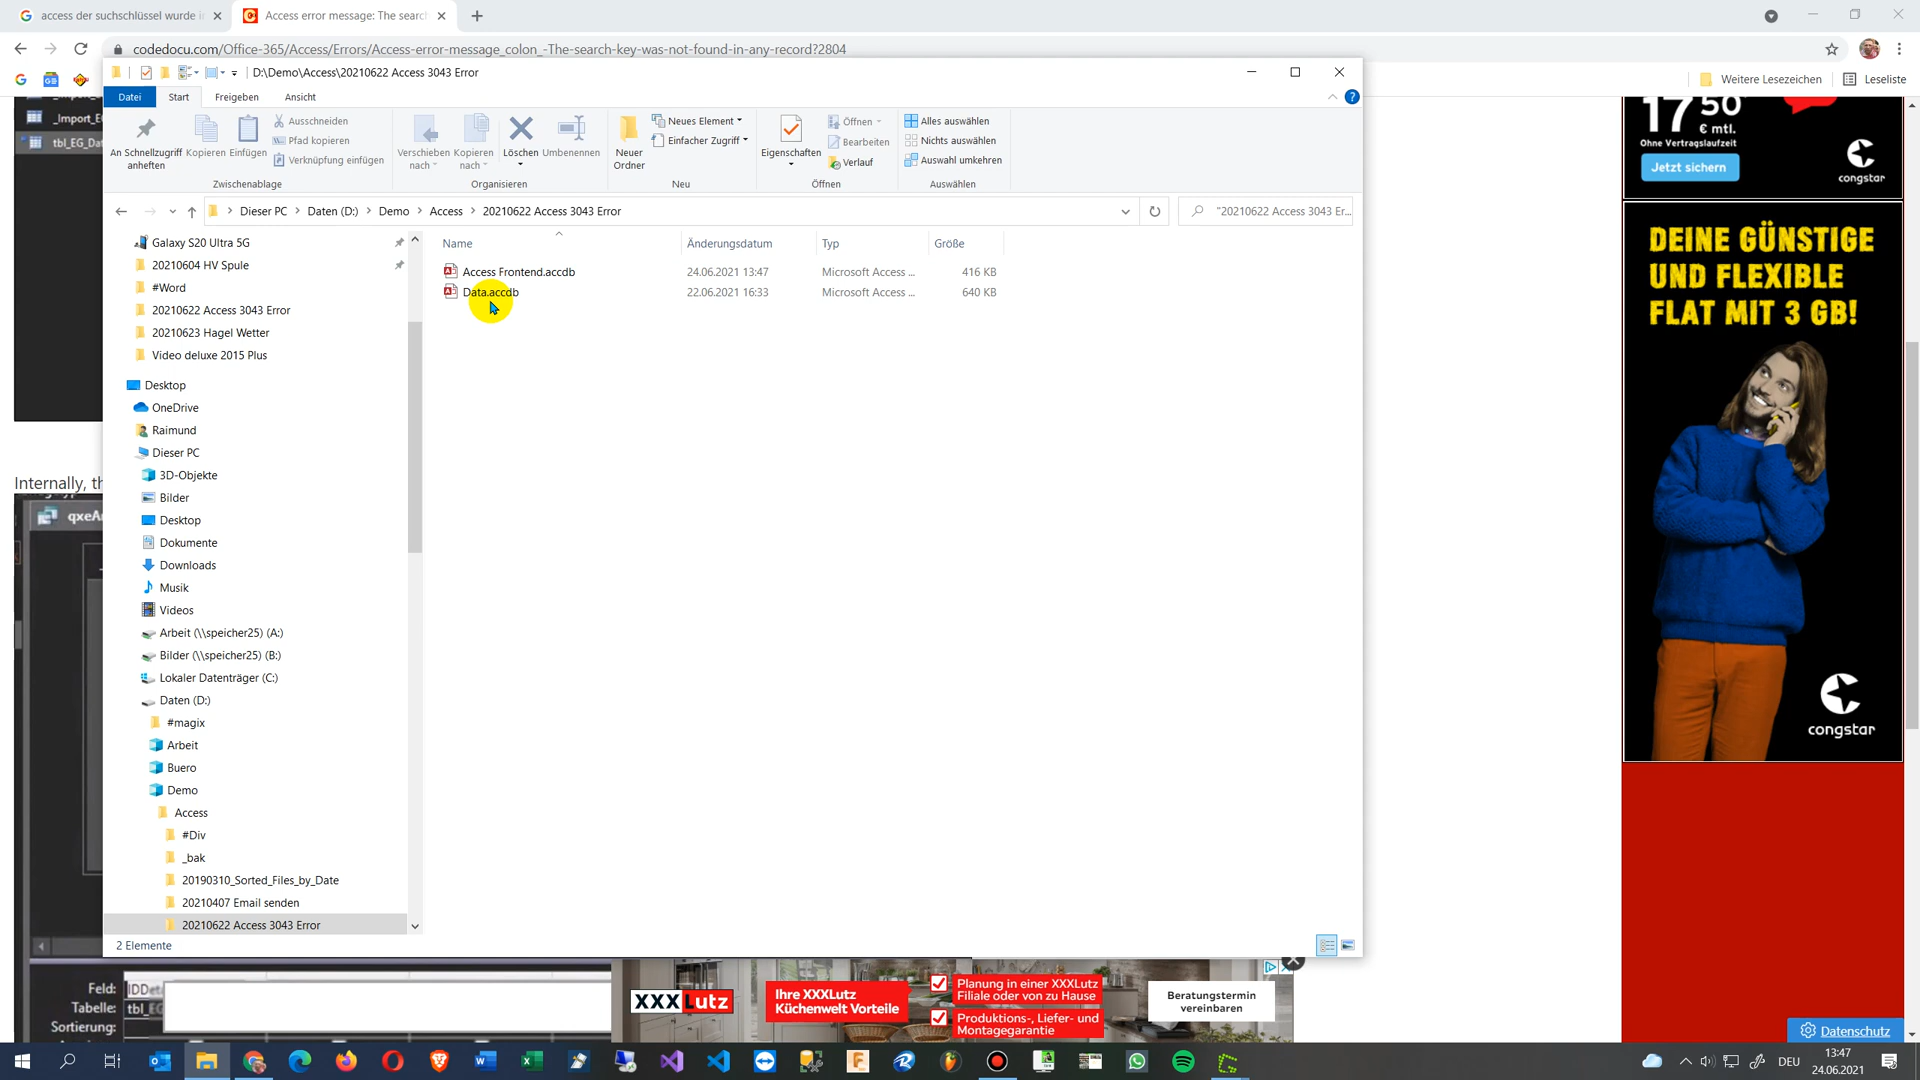 access der suchschlüssel wurde i
Access error message: The search
codedocu.com/Office-365/Access/Errors/Access-error-message_colon_-The-search-key-was-not-found-in-any-record?2804
Weitere Lesezeichen
Leseliste
D:\Demo\Access\20210622 Access 3043 Error
Datei
Start
Freigeben
Ansicht
An Schnellzugriff anheften
Kopieren
Einfügen
Ausschneiden
Pfad kopieren
Verknüpfung einfügen
Zwischenablage
Verschieben nach
Kopieren nach
Löschen
Umbenennen
Organisieren
Neuer Ordner
Neues Element
Einfacher Zugriff
Neu
Eigenschaften
Öffnen
Bearbeiten
Verlauf
Öffnen
Alles auswählen
Nichts auswählen
Auswahl umkehren
Auswählen
Dieser PC
Daten (D:)
Demo
Access
20210622 Access 3043 Error
"20210622 Access 3043 Er...
Galaxy S20 Ultra 5G
20210604 HV Spule
#Word
20210622 Access 3043 Error
20210623 Hagel Wetter
Video deluxe 2015 Plus
Desktop
OneDrive
Raimund
Dieser PC
3D-Objekte
Bilder
Desktop
Dokumente
Downloads
Musik
Videos
Arbeit (\\speicher25) (A:)
Bilder (\\speicher25) (B:)
Lokaler Datenträger (C:)
Daten (D:)
#magix
Arbeit
Buero
Demo
Access
#Div
_bak
20190310_Sorted_Files_by_Date
20210407 Email senden
20210622 Access 3043 Error
Name
Änderungsdatum
Typ
Größe
Access Frontend.accdb
24.06.2021 13:47
Microsoft Access ...
416 KB
Data.accdb
22.06.2021 16:33
Microsoft Access ...
640 KB
2 Elemente
_Import_E
tbl_EG_Dat
Internally, th
qxeAn
Feld:
IDDet
Tabelle:
tbl_EG
Sortierung:
XXXLutz
Ihre XXXLutz
Küchenwelt Vorteile
Planung in einer XXXLutz
Filiale oder von zu Hause
Produktions-, Liefer- und
Montagegarantie
Beratungstermin
vereinbaren
17 50
€ mtl.
Ohne Vertragslaufzeit
Jetzt sichern
congstar
DEINE GÜNSTIGE
UND FLEXIBLE
FLAT MIT 3 GB!
congstar
Datenschutz
DEU
13:47
24.06.2021